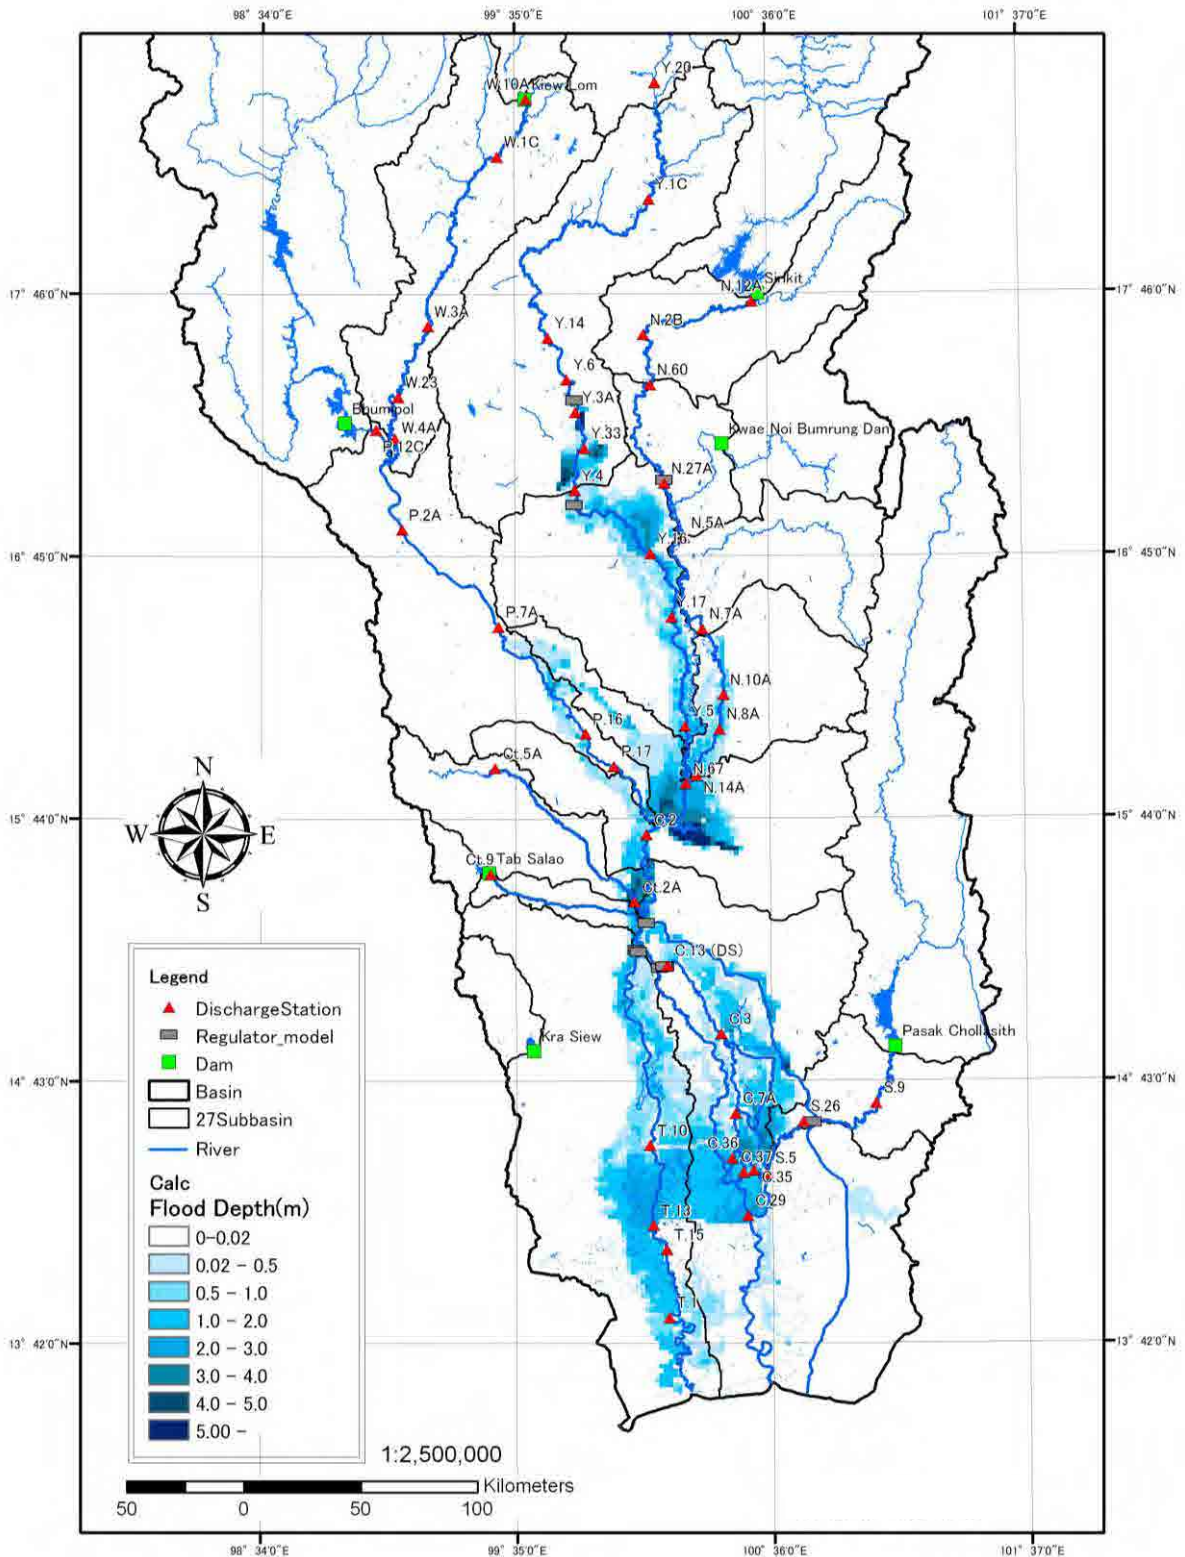 98° 34'0"E
99° 35'0"E
100° 36'0"E
101° 37'0"E
Y.20
W.10A Kiew Lom
W.1C
Y.1C
17° 46'0"N
17° 46'0"N
Sirikit
N.12A
W.3A
Y.14
N.2B
Y.6
N.60
W.23
Y.3A
Bhumipol
W.4A
Y.33
Kwae Noi Bumrung Dan
P.12C
Y.4
N.27A
P.2A
N.5A
16° 45'0"N
16° 45'0"N
Y.16
Y.17
N.7A
P.7A
N.10A
P.16
Y.5
N.8A
Ct.5A
P.17
N.67
N.14A
N
W
E
S
15° 44'0"N
15° 44'0"N
C.2
Ct.9 Tab Salao
Ct.2A
C.13 (DS)
C.3
Kra Siew
Pasak Chollasith
14° 43'0"N
14° 43'0"N
S.9
C.7A
S.26
T.10
C.36
C.37
S.5
C.35
C.29
T.13
T.15
T.1
13° 42'0"N
13° 42'0"N
Legend
DischargeStation
Regulator_model
Dam
Basin
27Subbasin
River
Calc
Flood Depth(m)
0-0.02
0.02 - 0.5
0.5 - 1.0
1.0 - 2.0
2.0 - 3.0
3.0 - 4.0
4.0 - 5.0
5.00 -
1:2,500,000
Kilometers
50
0
50
100
98° 34'0"E
99° 35'0"E
100° 36'0"E
101° 37'0"E